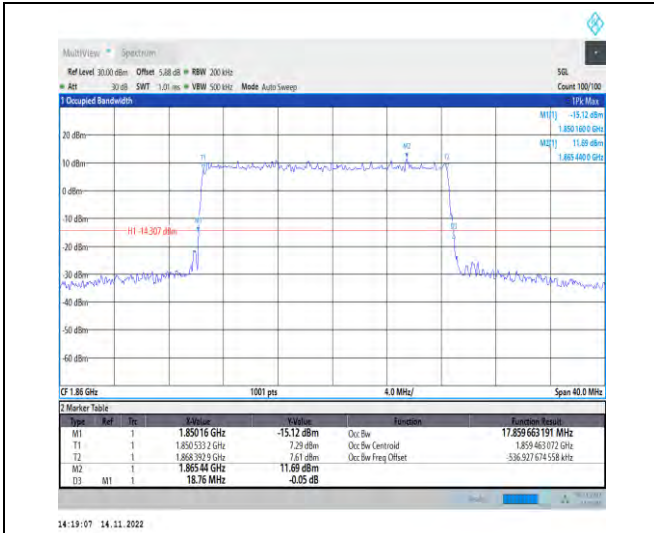 MultiView Spectrum
Ref Level 30.00 dBm Offset 5.88 dB RBW 200 kHz SGL
Att 30 dB SWT 1.01 ms VBW 500 kHz Mode Auto Sweep Count 100/100
1 Occupied Bandwidth 1Pk Max
M1[1] -15.12 dBm
1.850 160 0 GHz
M2[1] 11.69 dBm
1.865 440 0 GHz
20 dBm
M2
T1 T2
10 dBm
0 dBm
-10 dBm
M1
D3
H1 -14.307 dBm
-20 dBm
-30 dBm
-40 dBm
-50 dBm
-60 dBm
CF 1.86 GHz 1001 pts 4.0 MHz/ Span 40.0 MHz
2 Marker Table
Type Ref Trc X-Value Y-Value Function Function Result
M1 1 1.85016 GHz -15.12 dBm Occ Bw 17.859 663 191 MHz
T1 1 1.850 533 2 GHz 7.29 dBm Occ Bw Centroid 1.859 463 072 GHz
T2 1 1.868 392 9 GHz 7.61 dBm Occ Bw Freq Offset -536.927 674 558 kHz
M2 1 1.86544 GHz 11.69 dBm
D3 M1 1 18.76 MHz -0.05 dB
14:19:07 14.11.2022